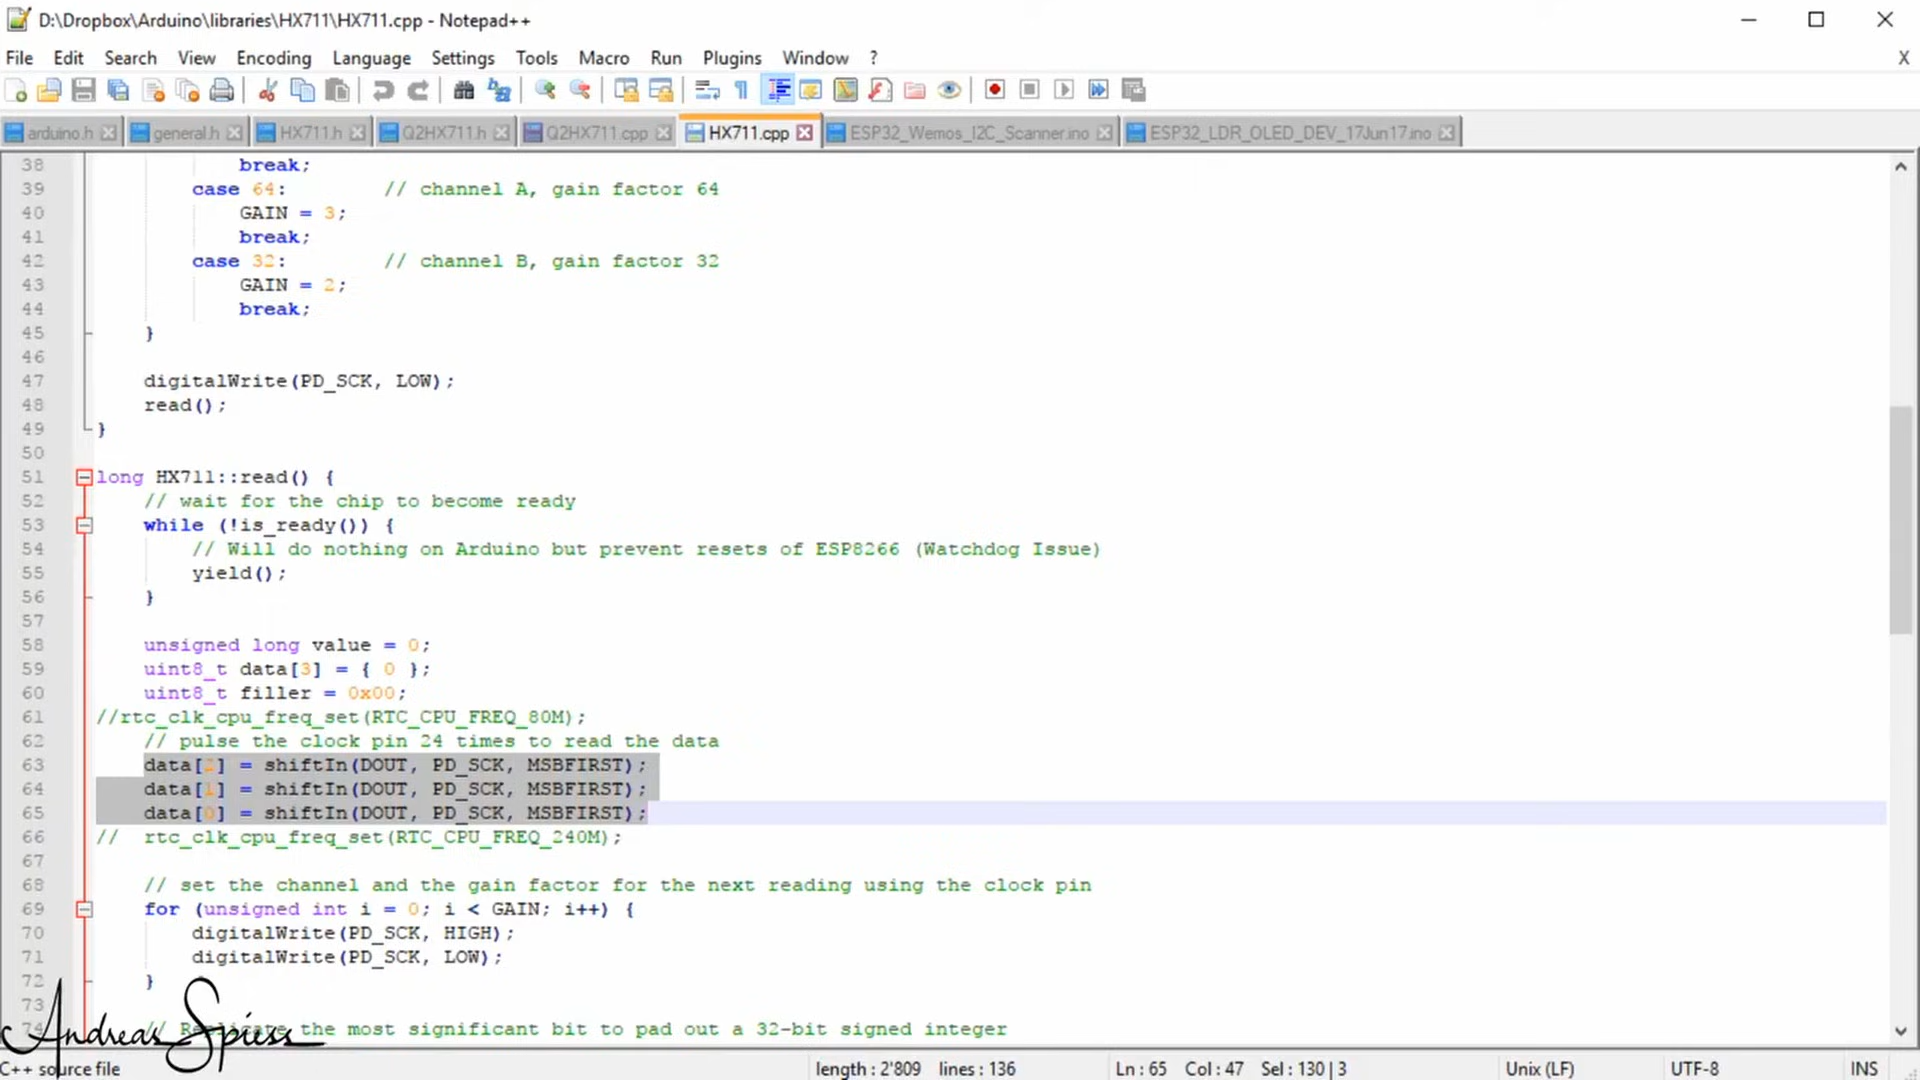 D:\Dropbox\Arduino\libraries\HX711\HX711.cpp - Notepad++
File Edit Search View Encoding Language Settings Tools Macro Run Plugins Window ? X
arduino.h general.h HX711.h Q2HX711.h Q2HX711.cpp HX711.cpp ESP32_Wemos_I2C_Scanner.ino ESP32_LDR_OLED_DEV_17Jun17.ino
38 break;
39 case 64: // channel A, gain factor 64
40 GAIN = 3;
41 break;
42 case 32: // channel B, gain factor 32
43 GAIN = 2;
44 break;
45 }
46
47 digitalWrite(PD_SCK, LOW);
48 read();
49 }
50
51 long HX711::read() {
52 // wait for the chip to become ready
53 while (!is_ready()) {
54 // Will do nothing on Arduino but prevent resets of ESP8266 (Watchdog Issue)
55 yield();
56 }
57
58 unsigned long value = 0;
59 uint8_t data[3] = { 0 };
60 uint8_t filler = 0x00;
61 //rtc_clk_cpu_freq_set(RTC_CPU_FREQ_80M);
62 // pulse the clock pin 24 times to read the data
63 data[2] = shiftIn(DOUT, PD_SCK, MSBFIRST);
64 data[1] = shiftIn(DOUT, PD_SCK, MSBFIRST);
65 data[0] = shiftIn(DOUT, PD_SCK, MSBFIRST);
66 // rtc_clk_cpu_freq_set(RTC_CPU_FREQ_240M);
67
68 // set the channel and the gain factor for the next reading using the clock pin
69 for (unsigned int i = 0; i < GAIN; i++) {
70 digitalWrite(PD_SCK, HIGH);
71 digitalWrite(PD_SCK, LOW);
72 }
73
74 // Replicate the most significant bit to pad out a 32-bit signed integer
Andreas Spiess
C++ source file length : 2'809 lines : 136 Ln : 65 Col : 47 Sel : 130 | 3 Unix (LF) UTF-8 INS